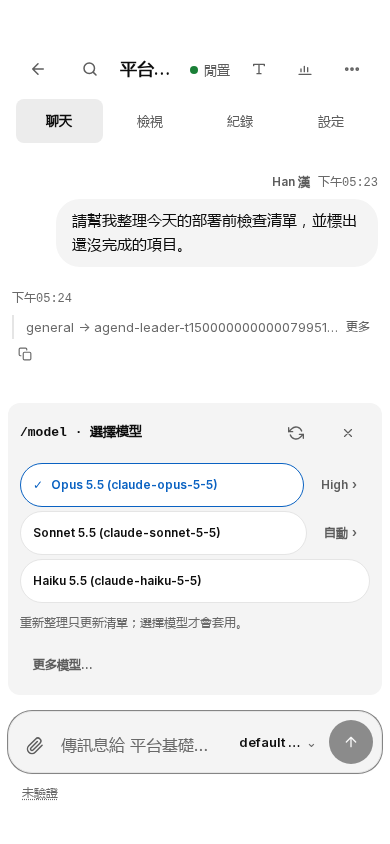 平台... 閒置
聊天 檢視 紀錄 設定
Han 漢 下午05:23
請幫我整理今天的部署前檢查清單，並標出
還沒完成的項目。
下午05:24
general → agend-leader-t150000000000079951... 更多
/model · 選擇模型
✓ Opus 5.5 (claude-opus-5-5) High ›
Sonnet 5.5 (claude-sonnet-5-5) 自動 ›
Haiku 5.5 (claude-haiku-5-5)
重新整理只更新清單；選擇模型才會套用。
更多模型...
傳訊息給 平台基礎... default ...
未驗證